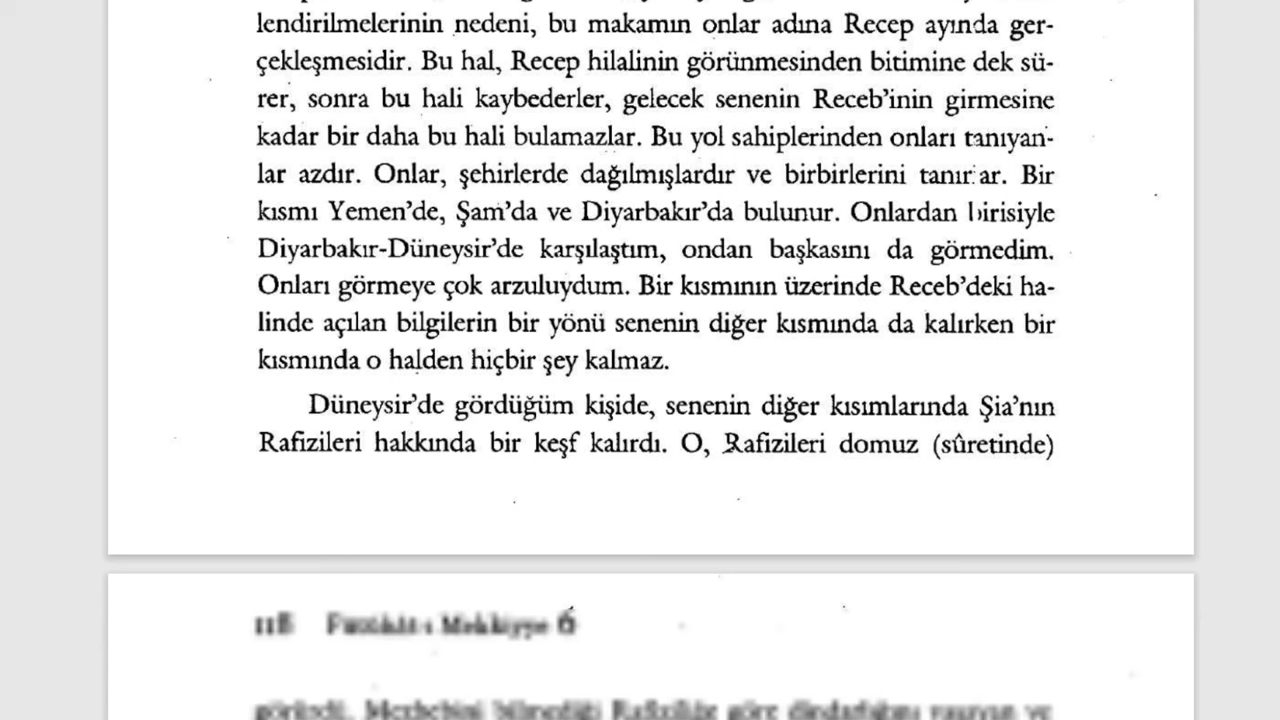 lendirilmelerinin nedeni, bu makamın onlar adına Recep ayında ger-
çekleşmesidir. Bu hal, Recep hilalinin görünmesinden bitimine dek sü-
rer, sonra bu hali kaybederler, gelecek senenin Receb'inin girmesine
kadar bir daha bu hali bulamazlar. Bu yol sahiplerinden onları tanıyan-
lar azdır. Onlar, şehirlerde dağılmışlardır ve birbirlerini tanırlar. Bir
kısmı Yemen'de, Şam'da ve Diyarbakır'da bulunur. Onlardan birisiyle
Diyarbakır-Düneysir'de karşılaştım, ondan başkasını da görmedim.
Onları görmeye çok arzuluydum. Bir kısmının üzerinde Receb'deki ha-
linde açılan bilgilerin bir yönü senenin diğer kısmında da kalırken bir
kısmında o halden hiçbir şey kalmaz.
Düneysir'de gördüğüm kişide, senenin diğer kısımlarında Şia'nın
Rafizileri hakkında bir keşf kalırdı. O, Rafizileri domuz (sûretinde)
118 Fütûhât-ı Mekkiyye 6